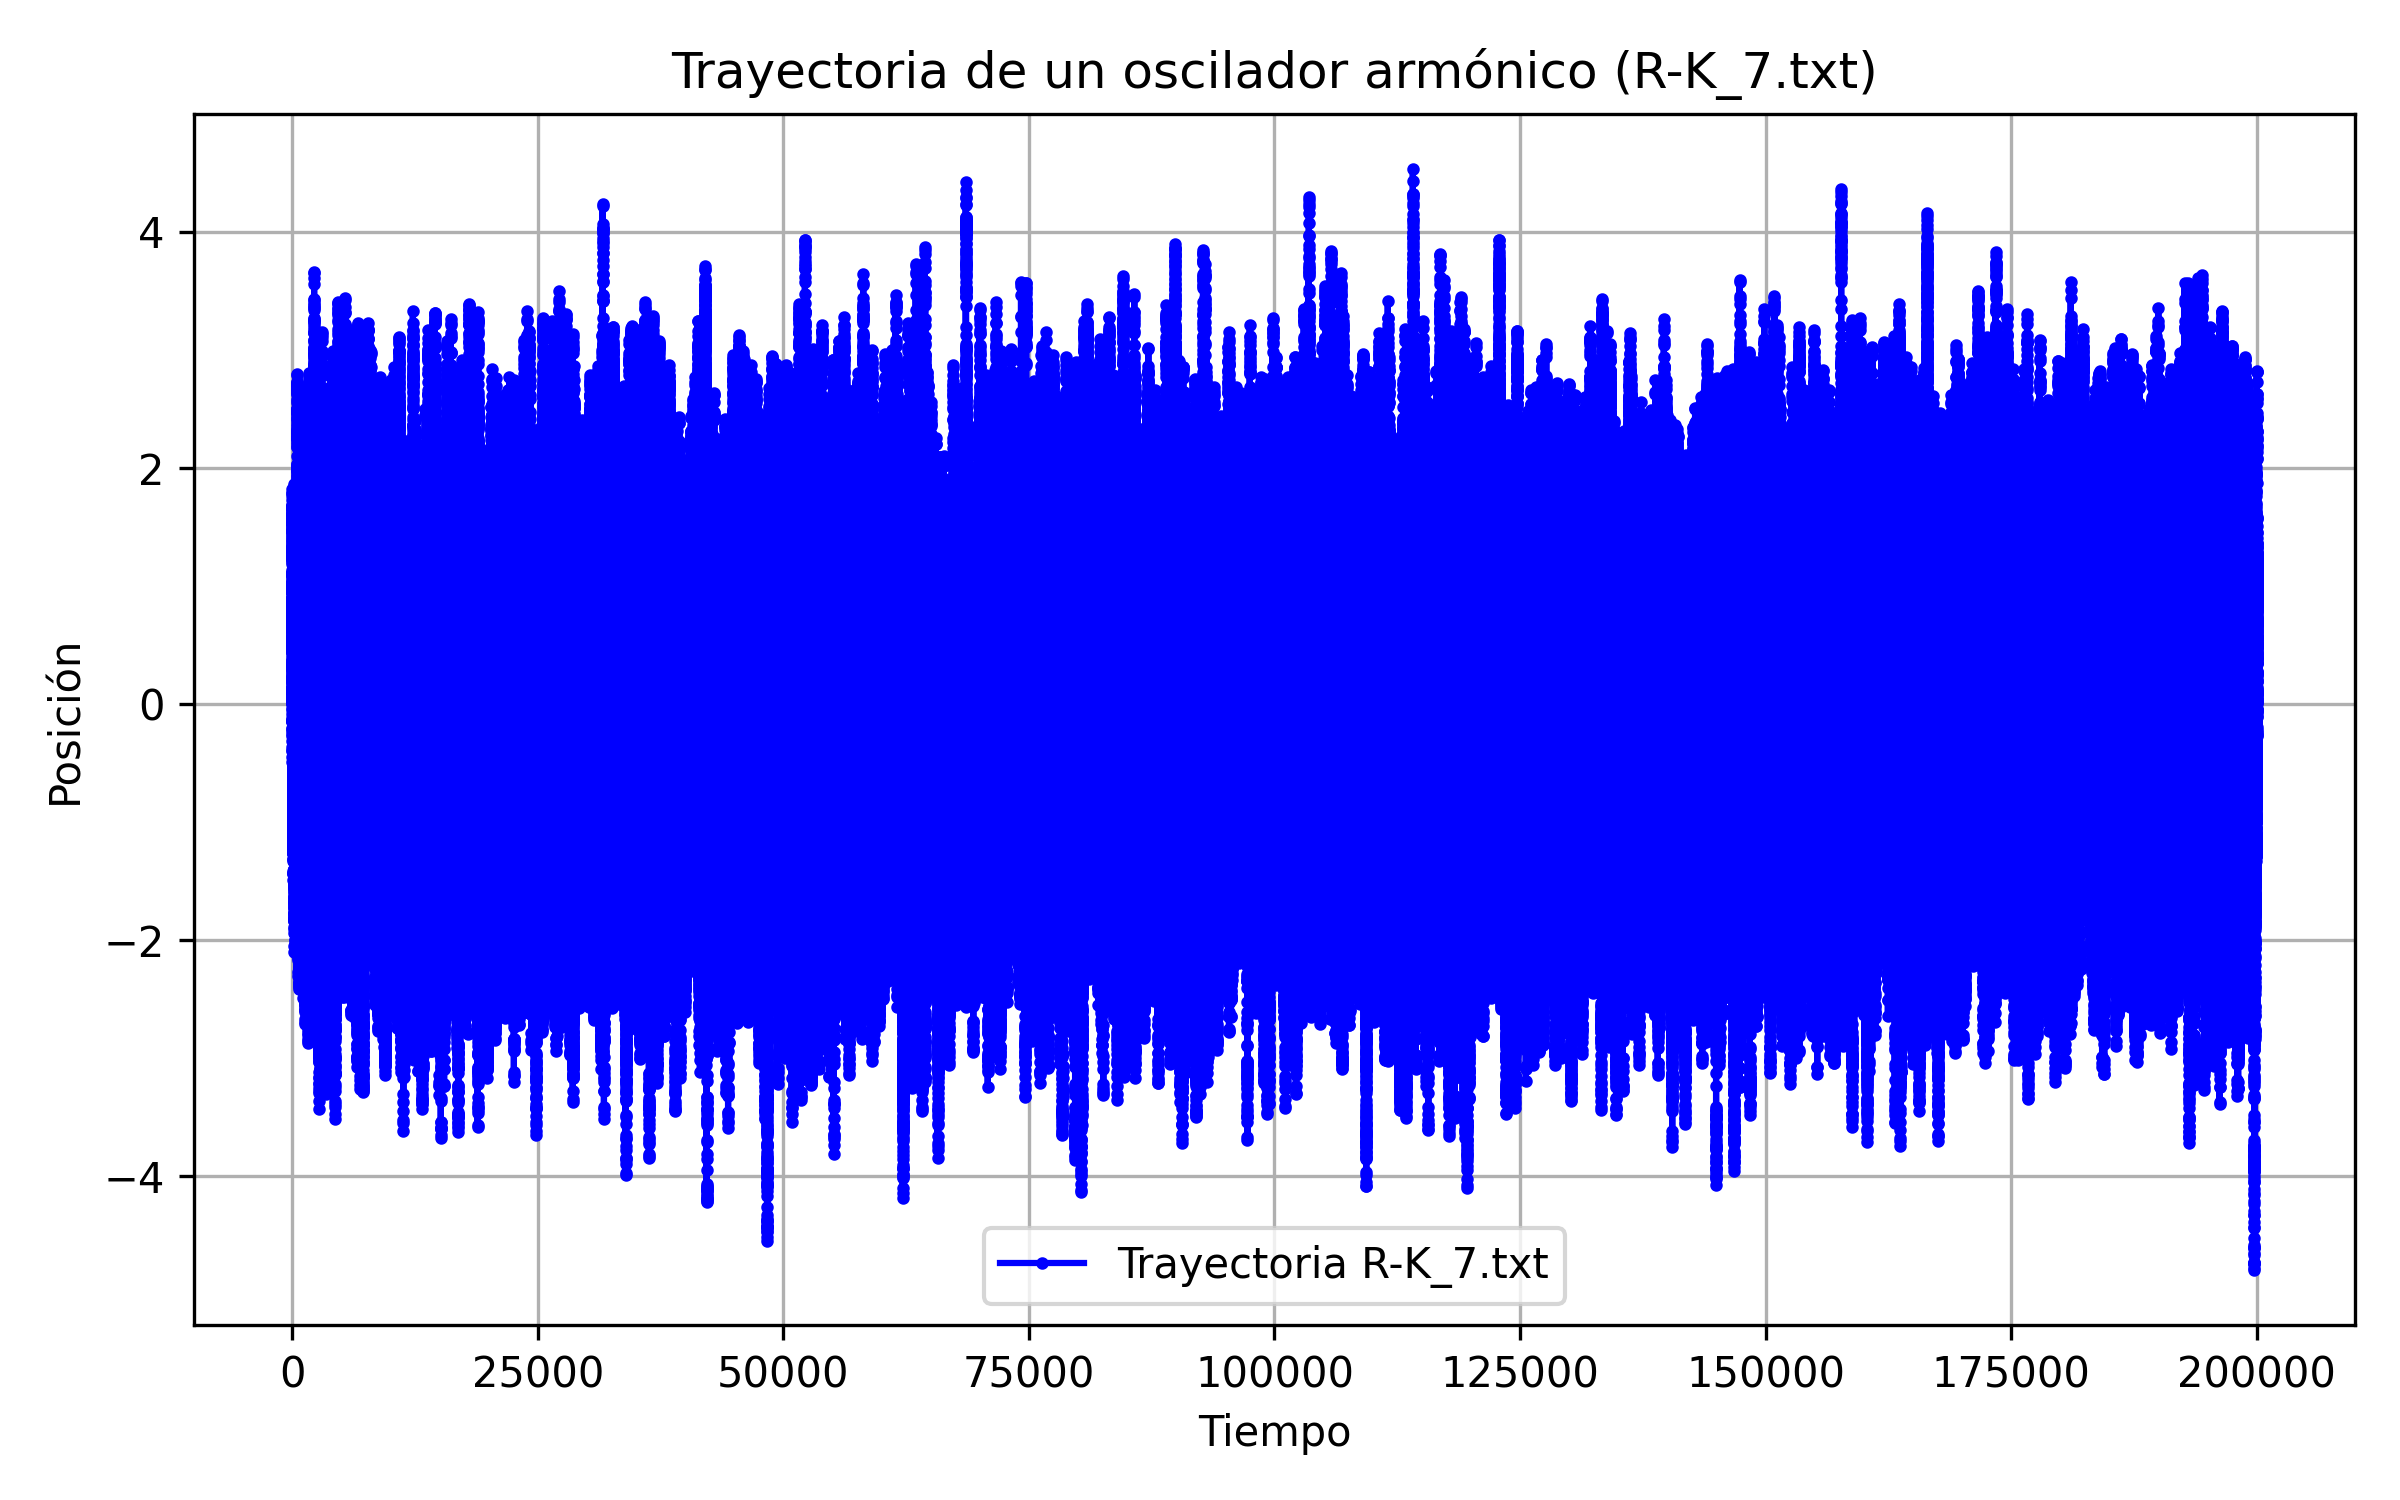 Trayectoria de un oscilador armónico (R-K_7.txt)
Posición
4
2
0
−2
−4
Trayectoria R-K_7.txt
0 25000 50000 75000 100000 125000 150000 175000 200000
Tiempo